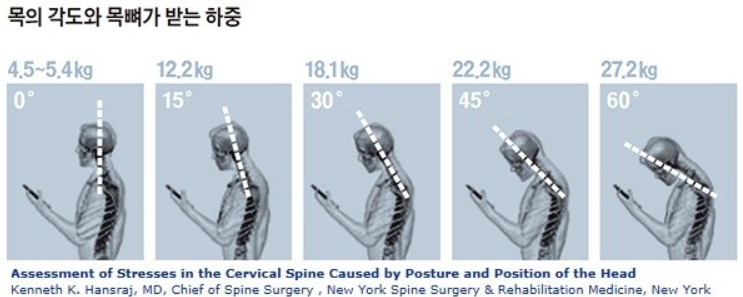 목의 각도와 목뼈가 받는 하중
4.5~5.4kg 12.2kg 18.1kg 22.2kg 27.2kg
0° 15° 30° 45° 60°
Assessment of Stresses in the Cervical Spine Caused by Posture and Position of the Head
Kenneth K. Hansraj, MD, Chief of Spine Surgery , New York Spine Surgery & Rehabilitation Medicine, New York